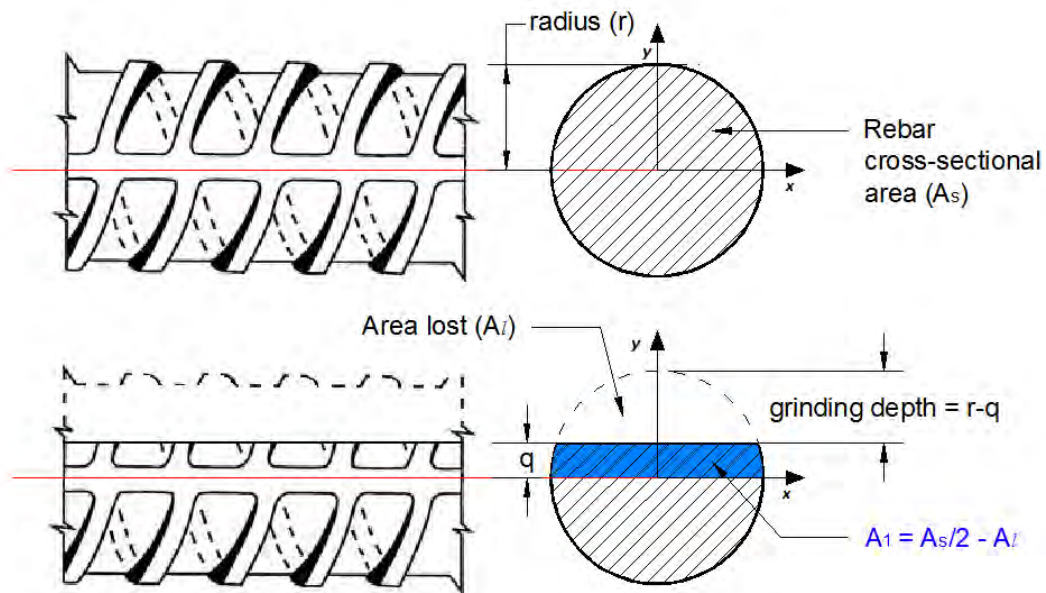 radius (r)
y
x
Rebar
cross-sectional
area (As)
Area lost (Al)
y
grinding depth = r-q
q
x
A1 = As/2 - Al